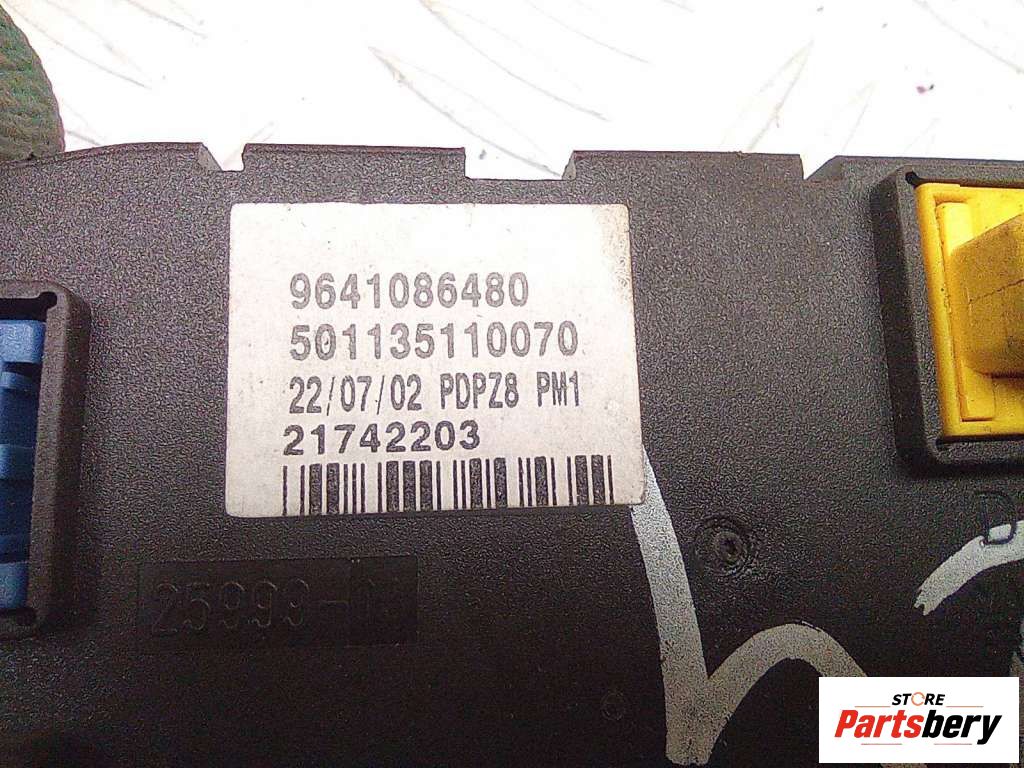 9641086480
501135110070
22/07/02 PDPZ8 PM1
21742203
STORE
Partsbery